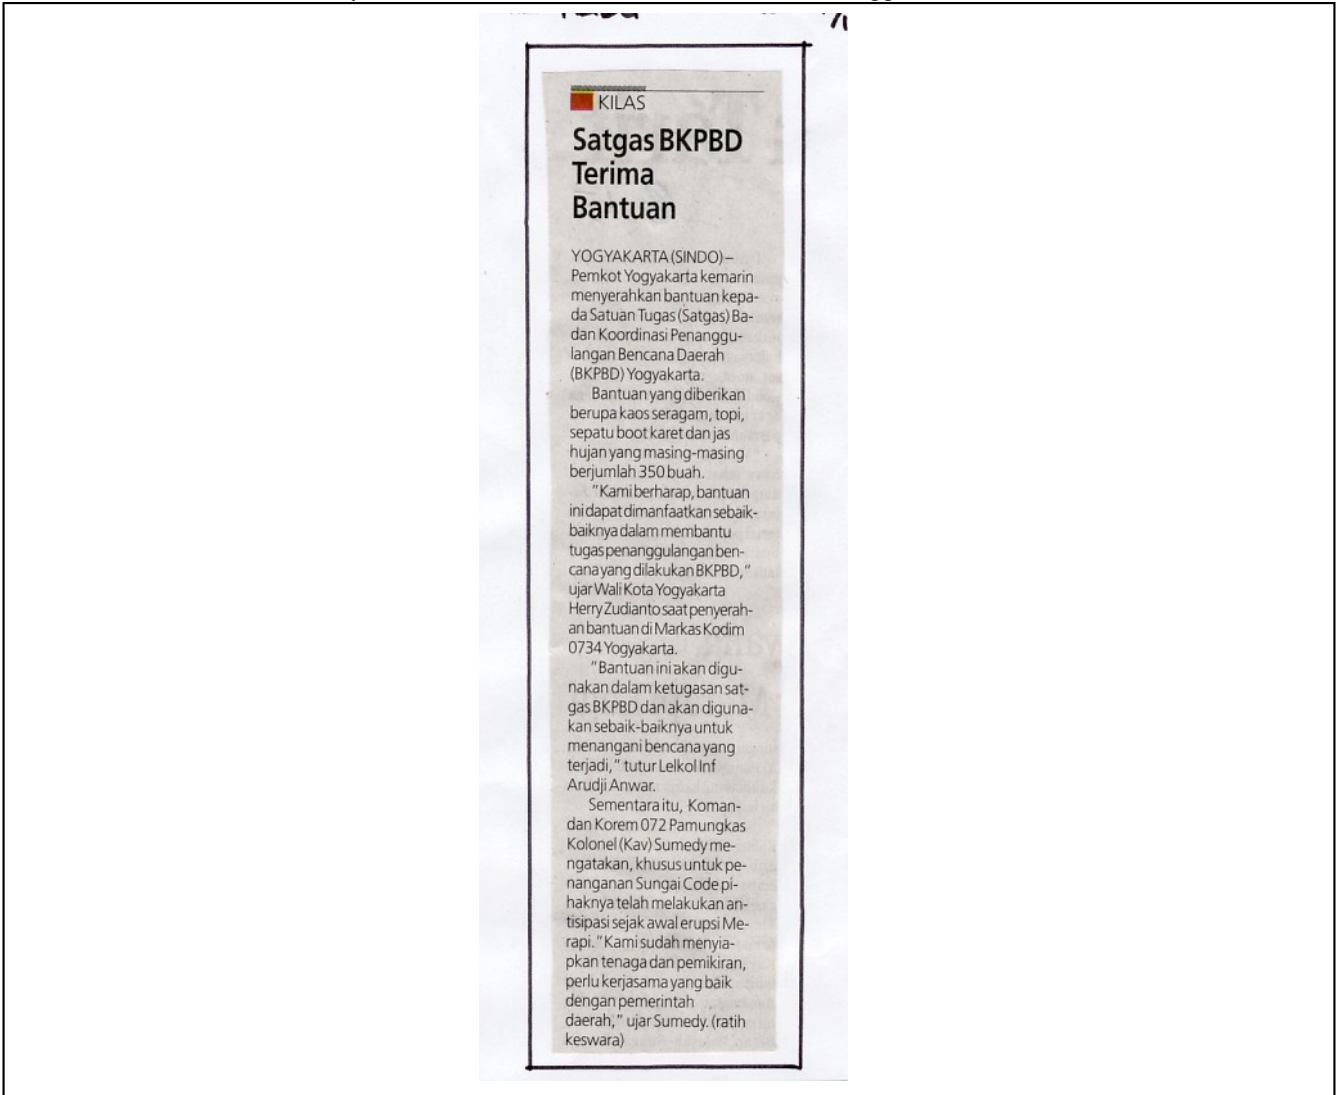 KILAS
Satgas BKPBD
Terima
Bantuan
YOGYAKARTA (SINDO) –
Pemkot Yogyakarta kemarin
menyerahkan bantuan kepa-
da Satuan Tugas (Satgas) Ba-
dan Koordinasi Penanggu-
langan Bencana Daerah
(BKPBD) Yogyakarta.
Bantuan yang diberikan
berupa kaos seragam, topi,
sepatu boot karet dan jas
hujan yang masing-masing
berjumlah 350 buah.
"Kami berharap, bantuan
ini dapat dimanfaatkan sebaik-
baiknya dalam membantu
tugas penanggulangan ben-
cana yang dilakukan BKPBD,"
ujar Wali Kota Yogyakarta
Herry Zudianto saat penyerah-
an bantuan di Markas Kodim
0734 Yogyakarta.
"Bantuan ini akan digu-
nakan dalam ketugasan sat-
gas BKPBD dan akan diguna-
kan sebaik-baiknya untuk
menangani bencana yang
terjadi," tutur Lelkol Inf
Arudji Anwar.
Sementara itu, Koman-
dan Korem 072 Pamungkas
Kolonel (Kav) Sumedy me-
ngatakan, khusus untuk pe-
nanganan Sungai Code pi-
haknya telah melakukan an-
tisipasi sejak awal erupsi Me-
rapi. "Kami sudah menyia-
pkan tenaga dan pemikiran,
perlu kerjasama yang baik
dengan pemerintah
daerah," ujar Sumedy. (ratih
keswara)